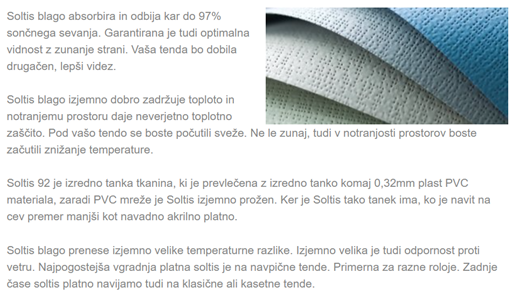 Soltis blago absorbira in odbija kar do 97%
sončnega sevanja. Garantirana je tudi optimalna
vidnost z zunanje strani. Vaša tenda bo dobila
drugačen, lepši videz.
Soltis blago izjemno dobro zadržuje toploto in
notranjemu prostoru daje neverjetno toplotno
zaščito. Pod vašo tendo se boste počutili sveže. Ne le zunaj, tudi v notranjosti prostorov boste
začutili znižanje temperature.
Soltis 92 je izredno tanka tkanina, ki je prevlečena z izredno tanko komaj 0,32mm plast PVC
materiala, zaradi PVC mreže je Soltis izjemno prožen. Ker je Soltis tako tanek ima, ko je navit na
cev premer manjši kot navadno akrilno platno.
Soltis blago prenese izjemno velike temperaturne razlike. Izjemno velika je tudi odpornost proti
vetru. Najpogostejša vgradnja platna soltis je na navpične tende. Primerna za razne roloje. Zadnje
čase soltis platno navijamo tudi na klasične ali kasetne tende.